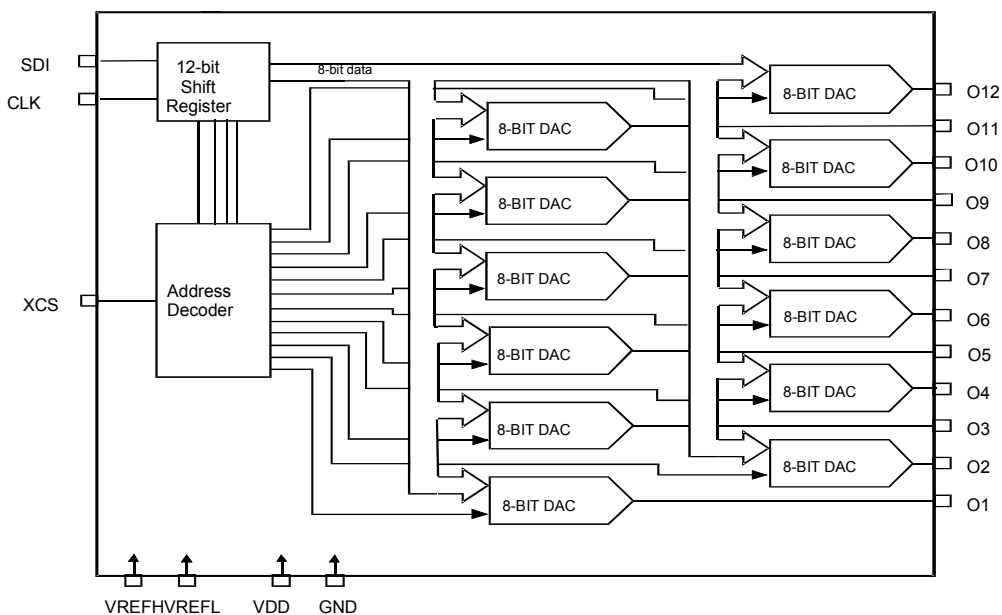 SDI
CLK
XCS
12-bit
Shift
Register
8-bit data
Address
Decoder
8-BIT DAC
8-BIT DAC
8-BIT DAC
8-BIT DAC
8-BIT DAC
8-BIT DAC
8-BIT DAC
8-BIT DAC
8-BIT DAC
8-BIT DAC
8-BIT DAC
8-BIT DAC
O12
O11
O10
O9
O8
O7
O6
O5
O4
O3
O2
O1
VREFHVREFL VDD GND